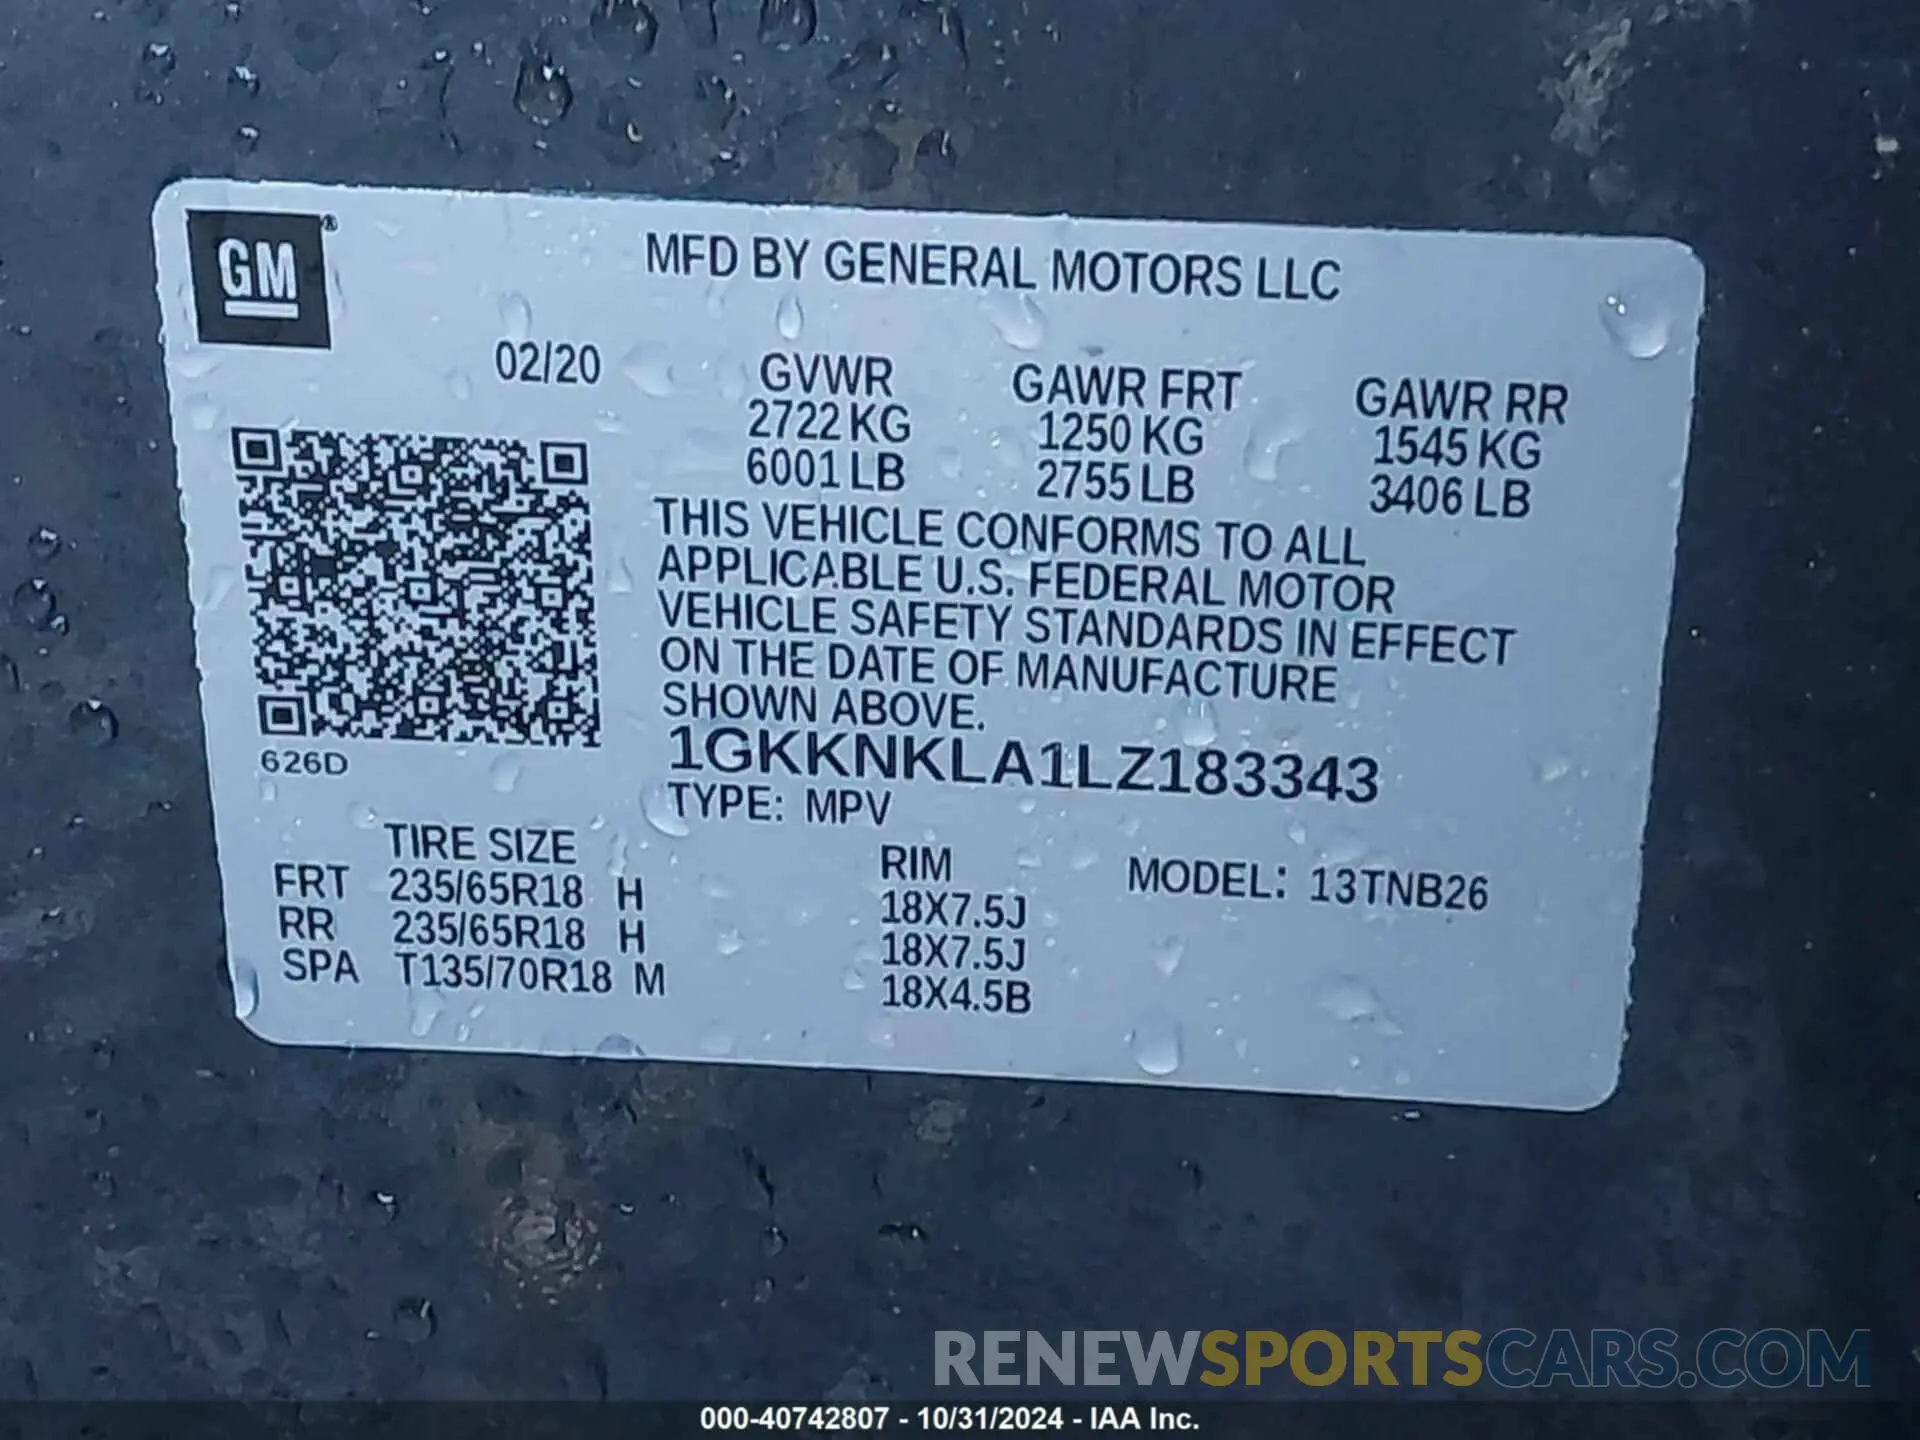 GM®
MFD BY GENERAL MOTORS LLC
02/20
GVWR GAWR FRT GAWR RR
2722 KG 1250 KG 1545 KG
6001 LB 2755 LB 3406 LB
THIS VEHICLE CONFORMS TO ALL
APPLICABLE U.S. FEDERAL MOTOR
VEHICLE SAFETY STANDARDS IN EFFECT
ON THE DATE OF MANUFACTURE
SHOWN ABOVE.
626D
1GKKNKLA1LZ183343
TYPE: MPV
TIRE SIZE RIM MODEL: 13TNB26
FRT 235/65R18 H 18X7.5J
RR 235/65R18 H 18X7.5J
SPA T135/70R18 M 18X4.5B
RENEWSPORTSCARS.COM
000-40742807 - 10/31/2024 - IAA Inc.